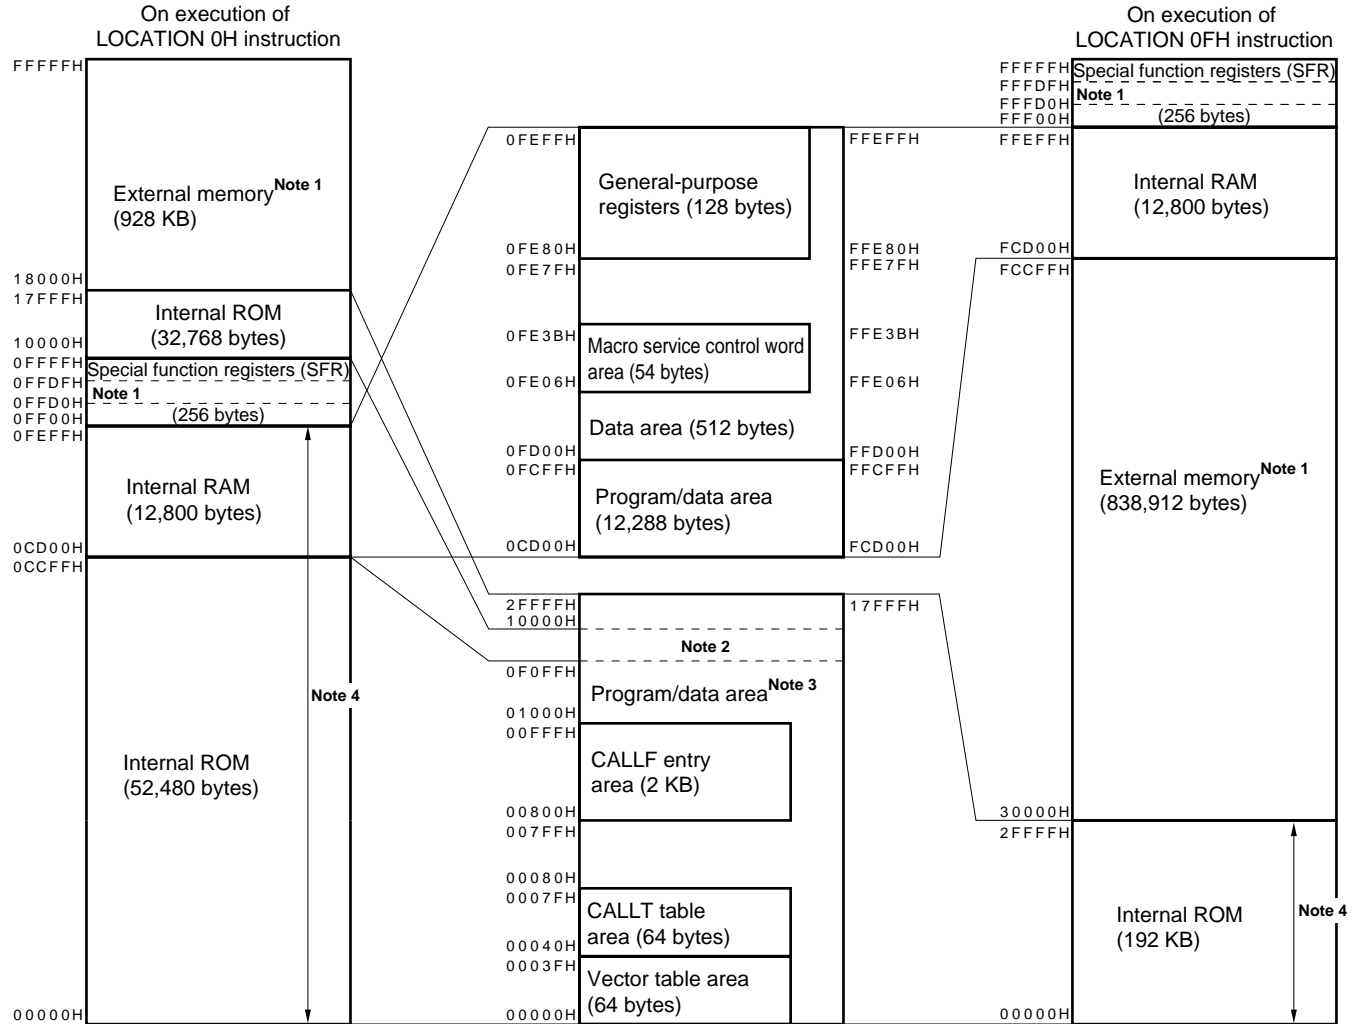 On execution of
LOCATION 0H instruction
FFFFFH
External memory Note 1
(928 KB)
18000H
17FFFH
Internal ROM
(32,768 bytes)
10000H
0FFFFH
Special function registers (SFR)
0FFDFH
Note 1
0FFD0H
0FF00H
(256 bytes)
0FEFFH
Internal RAM
(12,800 bytes)
0CD00H
0CCFFH
Note 4
Internal ROM
(52,480 bytes)
00000H
0FEFFH
FFEFFH
General-purpose
registers (128 bytes)
0FE80H
FFE80H
0FE7FH
FFE7FH
0FE3BH
FFE3BH
Macro service control word
area (54 bytes)
0FE06H
FFE06H
Data area (512 bytes)
0FD00H
FFD00H
0FCFFH
FFCFFH
Program/data area
(12,288 bytes)
0CD00H
FCD00H
2FFFFH
17FFFH
10000H
Note 2
0F0FFH
Program/data area Note 3
01000H
00FFFH
CALLF entry
area (2 KB)
00800H
007FFH
00080H
0007FH
CALLT table
area (64 bytes)
00040H
0003FH
Vector table area
(64 bytes)
00000H
On execution of
LOCATION 0FH instruction
FFFFFH
Special function registers (SFR)
FFFDFH
Note 1
FFFD0H
FFF00H
(256 bytes)
FFEFFH
Internal RAM
(12,800 bytes)
FCD00H
FCCFFH
External memory Note 1
(838,912 bytes)
30000H
2FFFFH
Internal ROM
(192 KB)
Note 4
00000H